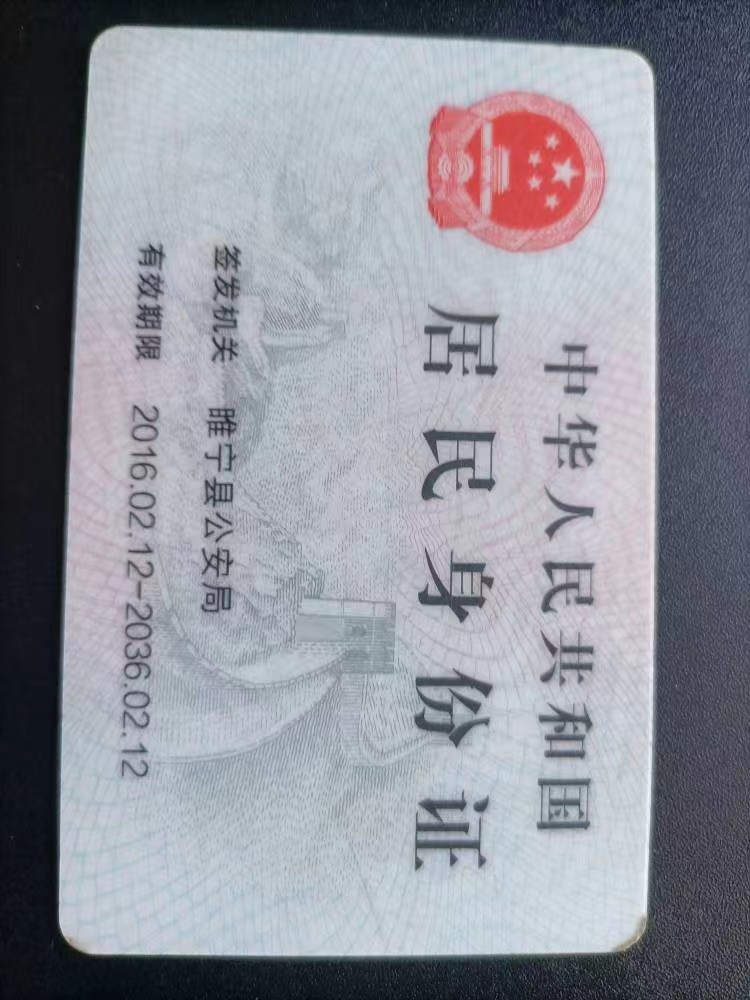 中华人民共和国
居民身份证
签发机关 睢宁县公安局
有效期限 2016.02.12-2036.02.12